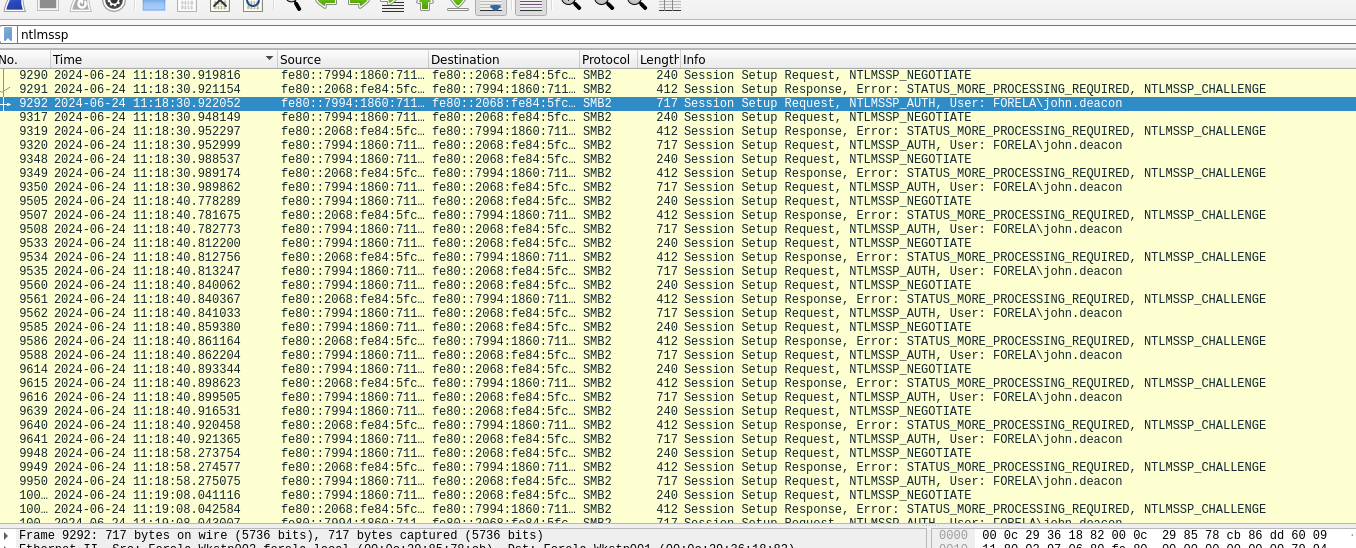 ntlmssp
No. Time Source Destination Protocol Length Info
9290 2024-06-24 11:18:30.919816 fe80::7994:1860:711… fe80::2068:fe84:5fc… SMB2 240 Session Setup Request, NTLMSSP_NEGOTIATE
9291 2024-06-24 11:18:30.921154 fe80::2068:fe84:5fc… fe80::7994:1860:711… SMB2 412 Session Setup Response, Error: STATUS_MORE_PROCESSING_REQUIRED, NTLMSSP_CHALLENGE
9292 2024-06-24 11:18:30.922052 fe80::7994:1860:711… fe80::2068:fe84:5fc… SMB2 717 Session Setup Request, NTLMSSP_AUTH, User: FORELA\john.deacon
9317 2024-06-24 11:18:30.948149 fe80::7994:1860:711… fe80::2068:fe84:5fc… SMB2 240 Session Setup Request, NTLMSSP_NEGOTIATE
9319 2024-06-24 11:18:30.952297 fe80::2068:fe84:5fc… fe80::7994:1860:711… SMB2 412 Session Setup Response, Error: STATUS_MORE_PROCESSING_REQUIRED, NTLMSSP_CHALLENGE
9320 2024-06-24 11:18:30.952999 fe80::7994:1860:711… fe80::2068:fe84:5fc… SMB2 717 Session Setup Request, NTLMSSP_AUTH, User: FORELA\john.deacon
9348 2024-06-24 11:18:30.988537 fe80::7994:1860:711… fe80::2068:fe84:5fc… SMB2 240 Session Setup Request, NTLMSSP_NEGOTIATE
9349 2024-06-24 11:18:30.989174 fe80::2068:fe84:5fc… fe80::7994:1860:711… SMB2 412 Session Setup Response, Error: STATUS_MORE_PROCESSING_REQUIRED, NTLMSSP_CHALLENGE
9350 2024-06-24 11:18:30.989862 fe80::7994:1860:711… fe80::2068:fe84:5fc… SMB2 717 Session Setup Request, NTLMSSP_AUTH, User: FORELA\john.deacon
9505 2024-06-24 11:18:40.778289 fe80::7994:1860:711… fe80::2068:fe84:5fc… SMB2 240 Session Setup Request, NTLMSSP_NEGOTIATE
9507 2024-06-24 11:18:40.781675 fe80::2068:fe84:5fc… fe80::7994:1860:711… SMB2 412 Session Setup Response, Error: STATUS_MORE_PROCESSING_REQUIRED, NTLMSSP_CHALLENGE
9508 2024-06-24 11:18:40.782773 fe80::7994:1860:711… fe80::2068:fe84:5fc… SMB2 717 Session Setup Request, NTLMSSP_AUTH, User: FORELA\john.deacon
9533 2024-06-24 11:18:40.812200 fe80::7994:1860:711… fe80::2068:fe84:5fc… SMB2 240 Session Setup Request, NTLMSSP_NEGOTIATE
9534 2024-06-24 11:18:40.812756 fe80::2068:fe84:5fc… fe80::7994:1860:711… SMB2 412 Session Setup Response, Error: STATUS_MORE_PROCESSING_REQUIRED, NTLMSSP_CHALLENGE
9535 2024-06-24 11:18:40.813247 fe80::7994:1860:711… fe80::2068:fe84:5fc… SMB2 717 Session Setup Request, NTLMSSP_AUTH, User: FORELA\john.deacon
9560 2024-06-24 11:18:40.840062 fe80::7994:1860:711… fe80::2068:fe84:5fc… SMB2 240 Session Setup Request, NTLMSSP_NEGOTIATE
9561 2024-06-24 11:18:40.840367 fe80::2068:fe84:5fc… fe80::7994:1860:711… SMB2 412 Session Setup Response, Error: STATUS_MORE_PROCESSING_REQUIRED, NTLMSSP_CHALLENGE
9562 2024-06-24 11:18:40.841033 fe80::7994:1860:711… fe80::2068:fe84:5fc… SMB2 717 Session Setup Request, NTLMSSP_AUTH, User: FORELA\john.deacon
9585 2024-06-24 11:18:40.859380 fe80::7994:1860:711… fe80::2068:fe84:5fc… SMB2 240 Session Setup Request, NTLMSSP_NEGOTIATE
9586 2024-06-24 11:18:40.861164 fe80::2068:fe84:5fc… fe80::7994:1860:711… SMB2 412 Session Setup Response, Error: STATUS_MORE_PROCESSING_REQUIRED, NTLMSSP_CHALLENGE
9588 2024-06-24 11:18:40.862204 fe80::7994:1860:711… fe80::2068:fe84:5fc… SMB2 717 Session Setup Request, NTLMSSP_AUTH, User: FORELA\john.deacon
9614 2024-06-24 11:18:40.893344 fe80::7994:1860:711… fe80::2068:fe84:5fc… SMB2 240 Session Setup Request, NTLMSSP_NEGOTIATE
9615 2024-06-24 11:18:40.898623 fe80::2068:fe84:5fc… fe80::7994:1860:711… SMB2 412 Session Setup Response, Error: STATUS_MORE_PROCESSING_REQUIRED, NTLMSSP_CHALLENGE
9616 2024-06-24 11:18:40.899505 fe80::7994:1860:711… fe80::2068:fe84:5fc… SMB2 717 Session Setup Request, NTLMSSP_AUTH, User: FORELA\john.deacon
9639 2024-06-24 11:18:40.916531 fe80::7994:1860:711… fe80::2068:fe84:5fc… SMB2 240 Session Setup Request, NTLMSSP_NEGOTIATE
9640 2024-06-24 11:18:40.920458 fe80::2068:fe84:5fc… fe80::7994:1860:711… SMB2 412 Session Setup Response, Error: STATUS_MORE_PROCESSING_REQUIRED, NTLMSSP_CHALLENGE
9641 2024-06-24 11:18:40.921365 fe80::7994:1860:711… fe80::2068:fe84:5fc… SMB2 717 Session Setup Request, NTLMSSP_AUTH, User: FORELA\john.deacon
9948 2024-06-24 11:18:58.273754 fe80::7994:1860:711… fe80::2068:fe84:5fc… SMB2 240 Session Setup Request, NTLMSSP_NEGOTIATE
9949 2024-06-24 11:18:58.274577 fe80::2068:fe84:5fc… fe80::7994:1860:711… SMB2 412 Session Setup Response, Error: STATUS_MORE_PROCESSING_REQUIRED, NTLMSSP_CHALLENGE
9950 2024-06-24 11:18:58.275075 fe80::7994:1860:711… fe80::2068:fe84:5fc… SMB2 717 Session Setup Request, NTLMSSP_AUTH, User: FORELA\john.deacon
100… 2024-06-24 11:19:08.041116 fe80::7994:1860:711… fe80::2068:fe84:5fc… SMB2 240 Session Setup Request, NTLMSSP_NEGOTIATE
100… 2024-06-24 11:19:08.042584 fe80::2068:fe84:5fc… fe80::7994:1860:711… SMB2 412 Session Setup Response, Error: STATUS_MORE_PROCESSING_REQUIRED, NTLMSSP_CHALLENGE
Frame 9292: 717 bytes on wire (5736 bits), 717 bytes captured (5736 bits)
0000 00 0c 29 36 18 82 00 0c 29 85 78 cb 86 dd 60 09